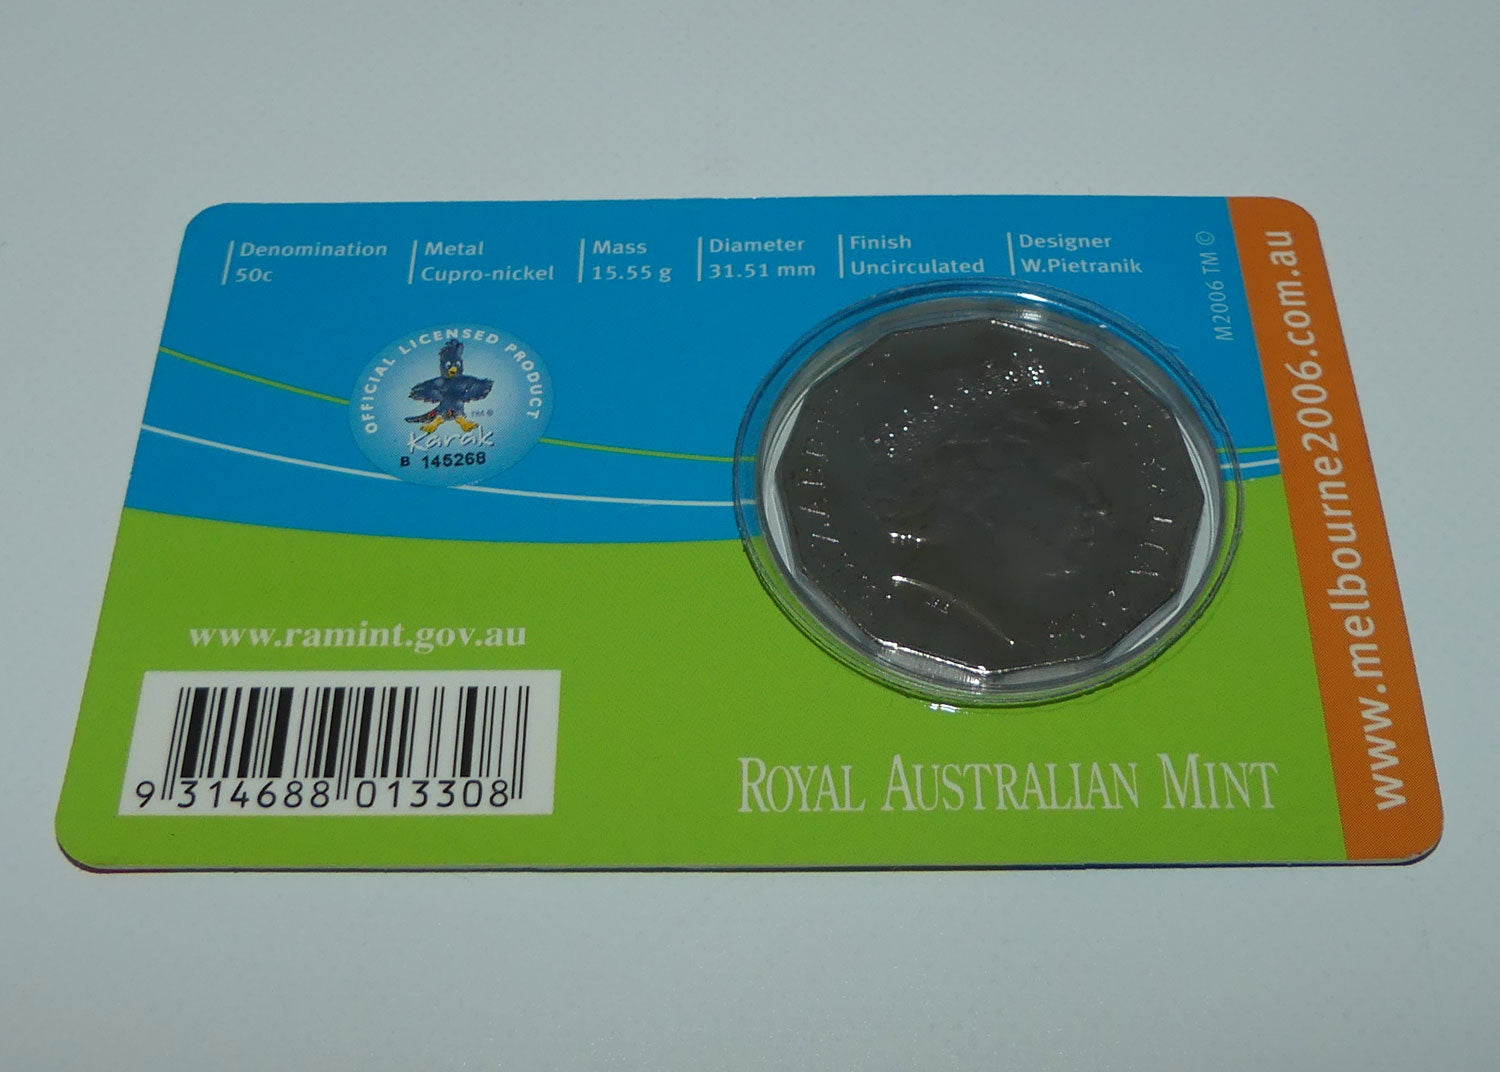 Denomination
50c
Metal
Cupro-nickel
Mass
15.55 g
Diameter
31.51 mm
Finish
Uncirculated
Designer
W.Pietranik
M2006 TM ©
www.melbourne2006.com.au
OFFICIAL LICENSED PRODUCT
TM ©
Karak
B 145268
www.ramint.gov.au
9 314688 013308
ROYAL AUSTRALIAN MINT